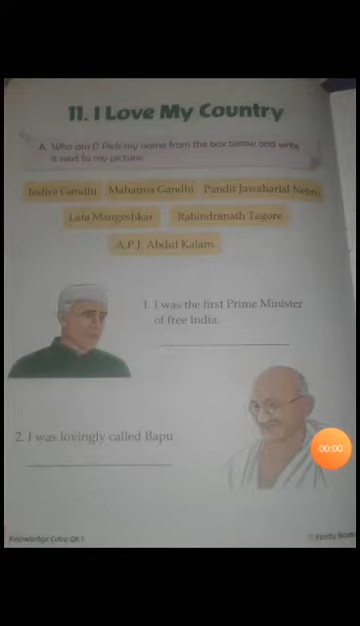 11. I Love My Country
A. Who am I? Pick my name from the box below and write
it next to my picture.
Indira Gandhi Mahatma Gandhi Pandit Jawaharlal Nehru
Lata Mangeshkar Rabindranath Tagore
A.P.J. Abdul Kalam
1. I was the first Prime Minister
of free India.
2. I was lovingly called Bapu
00:00
Knowledge Cube GK 1
Firefly Book